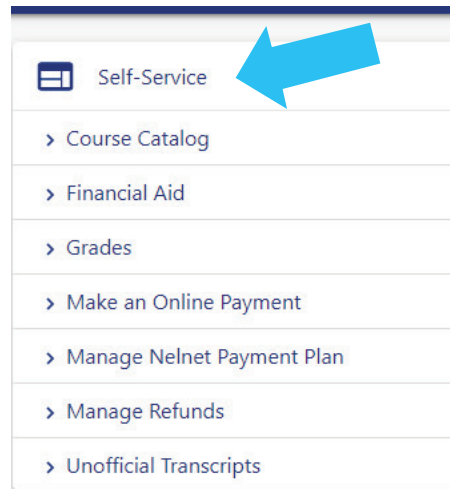 Self-Service
Course Catalog
Financial Aid
Grades
Make an Online Payment
Manage Nelnet Payment Plan
Manage Refunds
Unofficial Transcripts